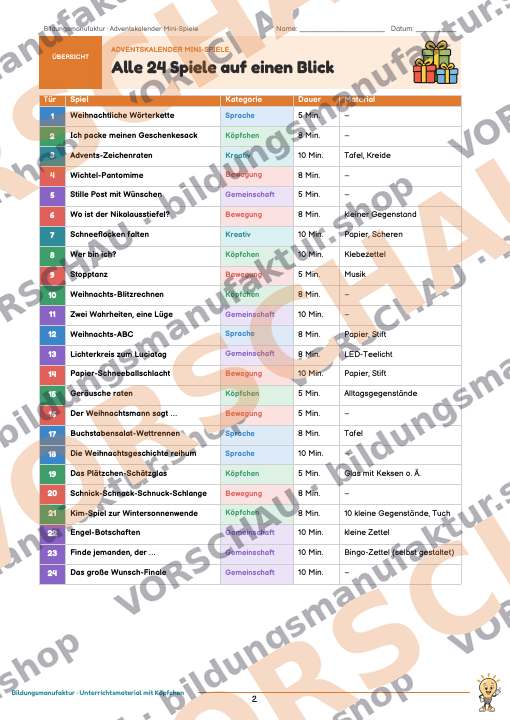 Bildungsmanufaktur · Adventskalender Mini-Spiele Name: Datum:
ÜBERSICHT
ADVENTSKALENDER MINI-SPIELE
Alle 24 Spiele auf einen Blick
Tür Spiel Kategorie Dauer Material
1 Weihnachtliche Wörterkette Sprache 5 Min. –
2 Ich packe meinen Geschenkesack Köpfchen 8 Min. –
3 Advents-Zeichenraten Kreativ 10 Min. Tafel, Kreide
4 Wichtel-Pantomime Bewegung 8 Min. –
5 Stille Post mit Wünschen Gemeinschaft 5 Min. –
6 Wo ist der Nikolausstiefel? Bewegung 8 Min. kleiner Gegenstand
7 Schneeflocken falten Kreativ 10 Min. Papier, Scheren
8 Wer bin ich? Köpfchen 10 Min. Klebezettel
9 Stopptanz Bewegung 5 Min. Musik
10 Weihnachts-Blitzrechnen Köpfchen 8 Min. –
11 Zwei Wahrheiten, eine Lüge Gemeinschaft 10 Min. –
12 Weihnachts-ABC Sprache 8 Min. Papier, Stift
13 Lichterkreis zum Luciatag Gemeinschaft 8 Min. LED-Teelicht
14 Papier-Schneeballschlacht Bewegung 10 Min. Papier, Stift
15 Geräusche raten Köpfchen 5 Min. Alltagsgegenstände
16 Der Weihnachtsmann sagt ... Bewegung 5 Min. –
17 Buchstabensalat-Wettrennen Sprache 8 Min. Tafel
18 Die Weihnachtsgeschichte reihum Sprache 10 Min. –
19 Das Plätzchen-Schätzglas Köpfchen 5 Min. Glas mit Keksen o. Ä.
20 Schnick-Schnack-Schnuck-Schlange Bewegung 8 Min. –
21 Kim-Spiel zur Wintersonnenwende Köpfchen 8 Min. 10 kleine Gegenstände, Tuch
22 Engel-Botschaften Gemeinschaft 10 Min. kleine Zettel
23 Finde jemanden, der ... Gemeinschaft 10 Min. Bingo-Zettel (selbst gestaltet)
24 Das große Wunsch-Finale Gemeinschaft 10 Min. –
VORSCHAU · bildungsmanufaktur.shop
VORSCHAU
Bildungsmanufaktur · Unterrichtsmaterial mit Köpfchen
2